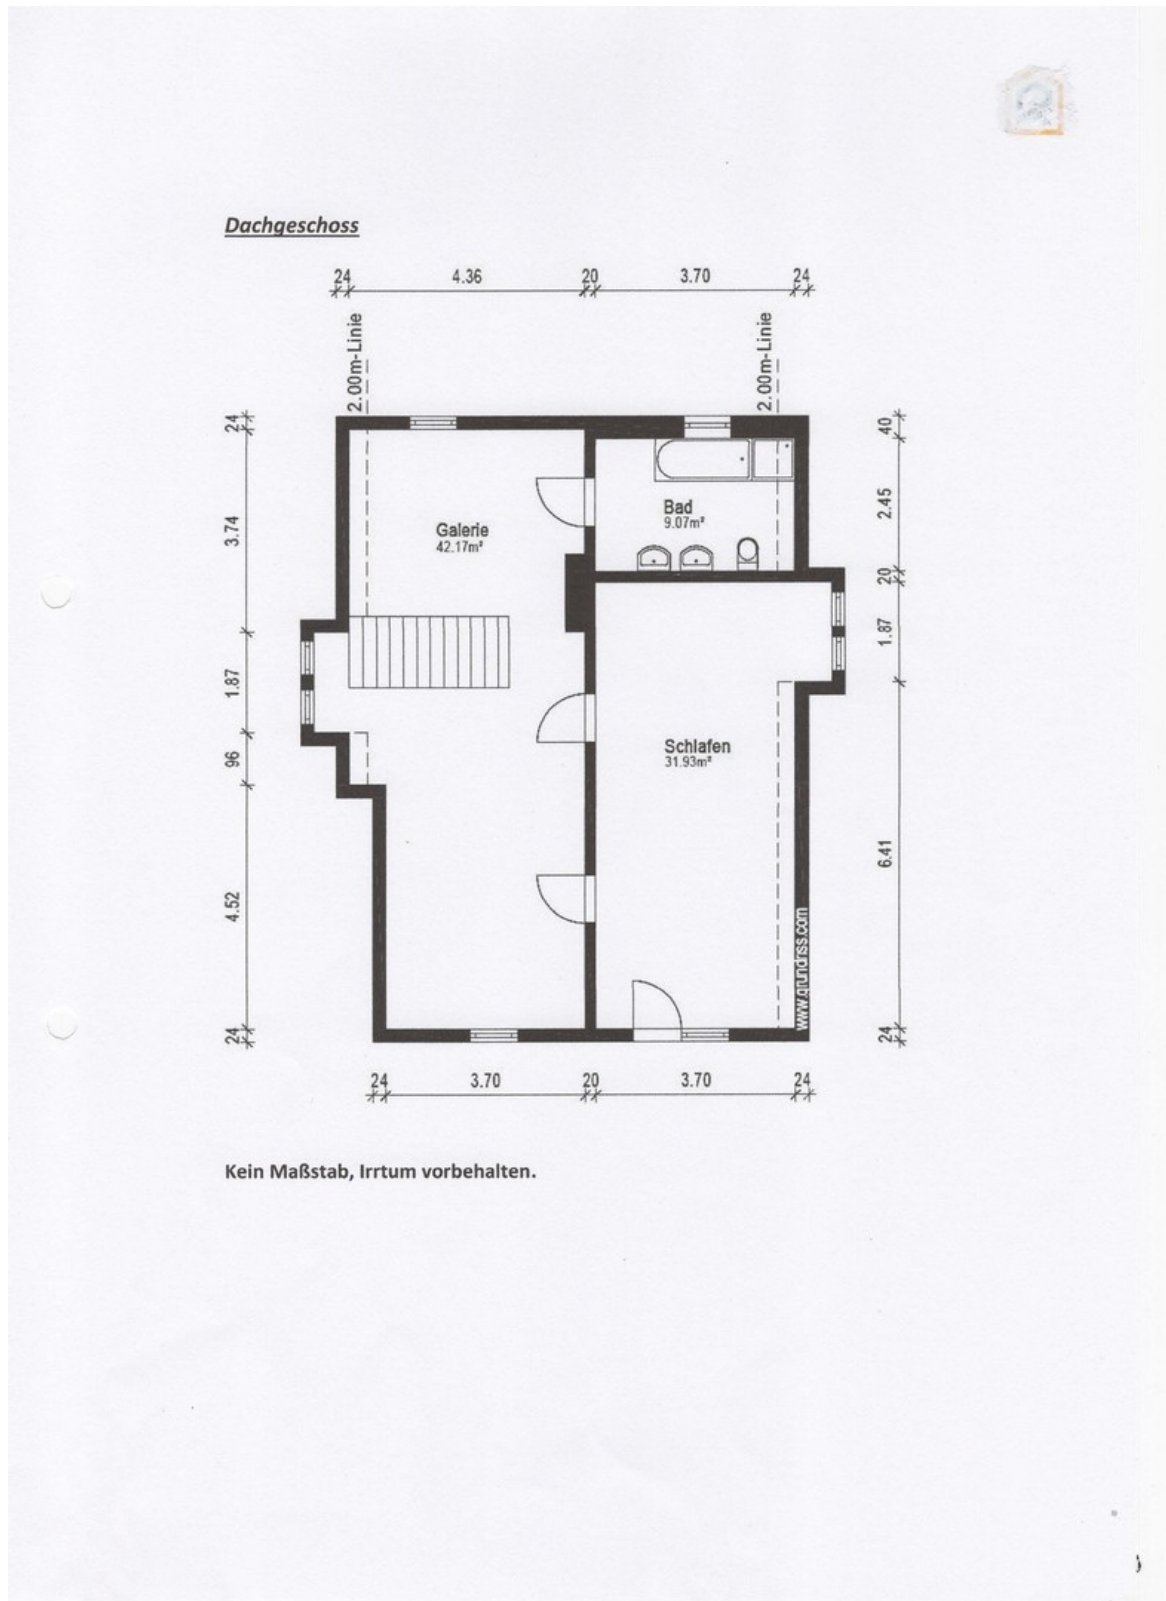 Dachgeschoss
24 4.36 20 3.70 24
2.00m-Linie
2.00m-Linie
24
3.74
1.87
96
4.52
24
40
2.45
20
1.87
6.41
24
Bad
9.07m²
Galerie
42.17m²
Schlafen
31.93m²
www.grundriss.com
24 3.70 20 3.70 24
Kein Maßstab, Irrtum vorbehalten.